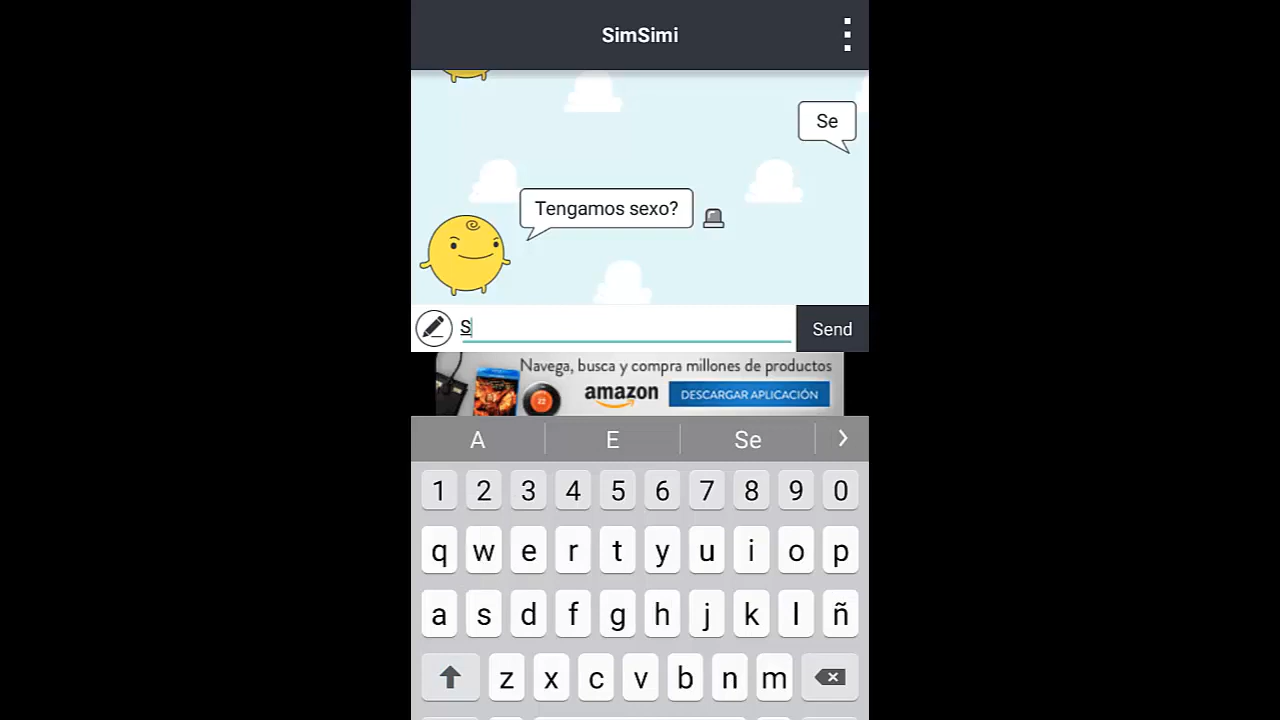 SimSimi
Se
Tengamos sexo?
S
Send
Navega, busca y compra millones de productos
22
amazon
DESCARGAR APLICACIÓN
A E Se
1 2 3 4 5 6 7 8 9 0
q w e r t y u i o p
a s d f g h j k l ñ
z x c v b n m